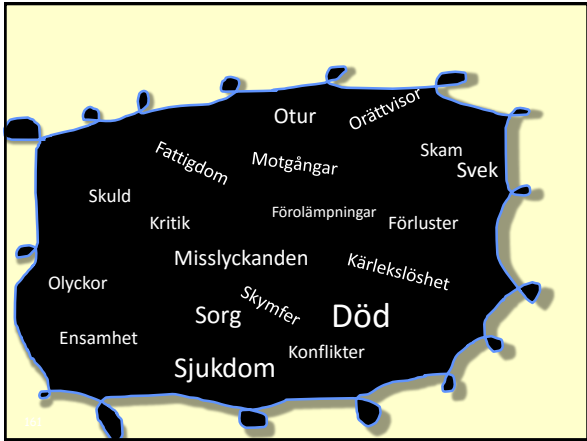 Otur
Orättvisor
Fattigdom
Motgångar
Skam
Svek
Skuld
Kritik
Förolämpningar
Förluster
Misslyckanden
Kärlekslöshet
Olyckor
Skymfer
Sorg
Död
Ensamhet
Konflikter
Sjukdom